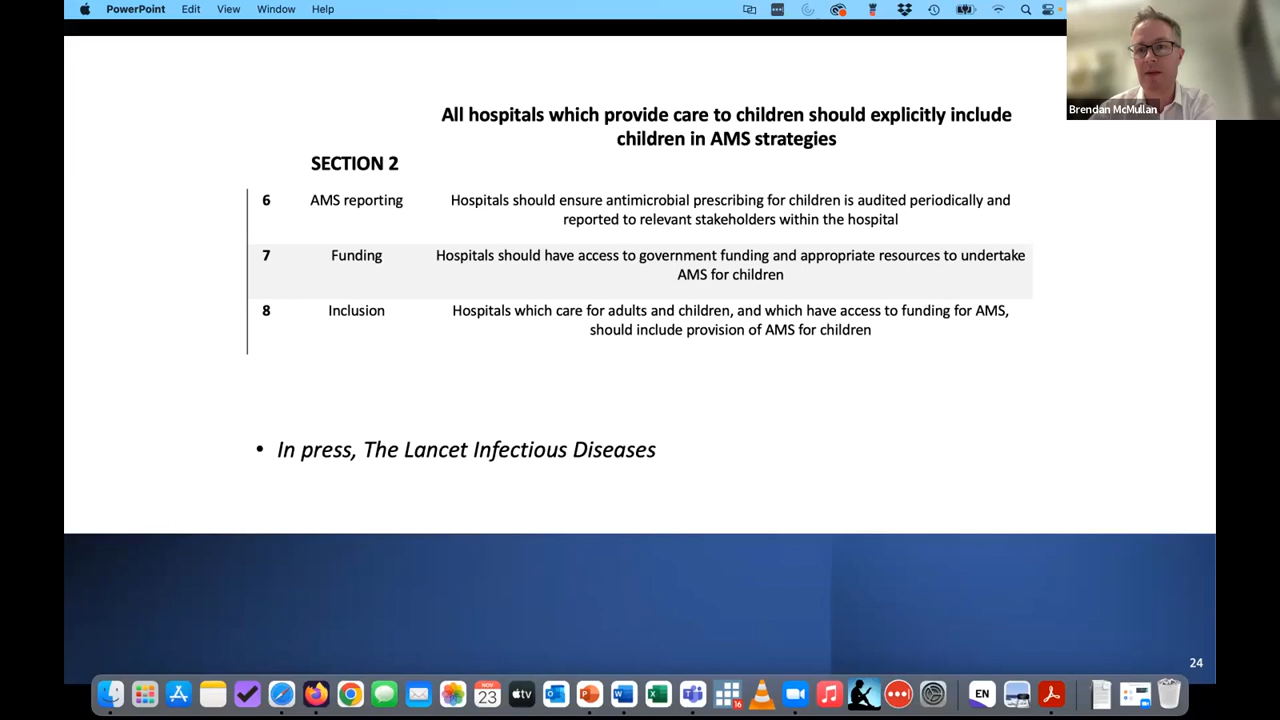 PowerPoint Edit View Window Help
Brendan McMullan
All hospitals which provide care to children should explicitly include
children in AMS strategies
SECTION 2
6 AMS reporting Hospitals should ensure antimicrobial prescribing for children is audited periodically and
reported to relevant stakeholders within the hospital
7 Funding Hospitals should have access to government funding and appropriate resources to undertake
AMS for children
8 Inclusion Hospitals which care for adults and children, and which have access to funding for AMS,
should include provision of AMS for children
• In press, The Lancet Infectious Diseases
24
NOV
23
tv
16
EN